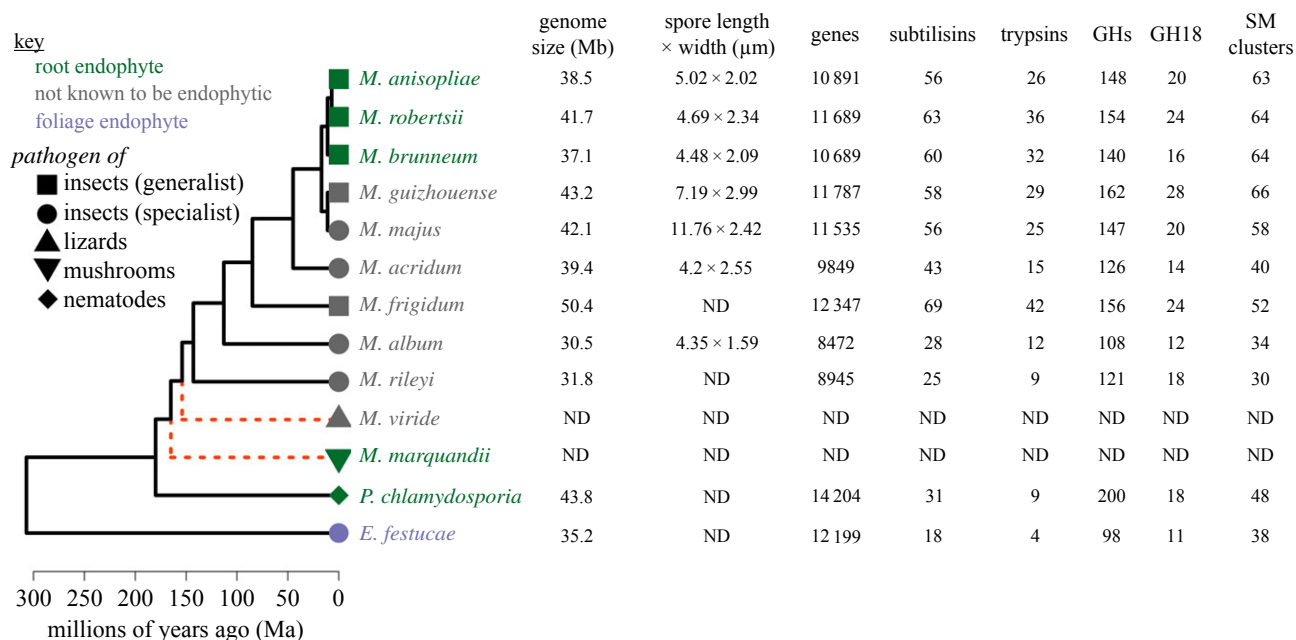 key
root endophyte
not known to be endophytic
foliage endophyte
pathogen of
insects (generalist)
insects (specialist)
lizards
mushrooms
nematodes
genome size (Mb) spore length × width (µm) genes subtilisins trypsins GHs GH18 SM clusters
M. anisopliae 38.5 5.02 × 2.02 10 891 56 26 148 20 63
M. robertsii 41.7 4.69 × 2.34 11 689 63 36 154 24 64
M. brunneum 37.1 4.48 × 2.09 10 689 60 32 140 16 64
M. guizhouense 43.2 7.19 × 2.99 11 787 58 29 162 28 66
M. majus 42.1 11.76 × 2.42 11 535 56 25 147 20 58
M. acridum 39.4 4.2 × 2.55 9849 43 15 126 14 40
M. frigidum 50.4 ND 12 347 69 42 156 24 52
M. album 30.5 4.35 × 1.59 8472 28 12 108 12 34
M. rileyi 31.8 ND 8945 25 9 121 18 30
M. viride ND ND ND ND ND ND ND ND
M. marquandii ND ND ND ND ND ND ND ND
P. chlamydosporia 43.8 ND 14 204 31 9 200 18 48
E. festucae 35.2 ND 12 199 18 4 98 11 38
300 250 200 150 100 50 0
millions of years ago (Ma)